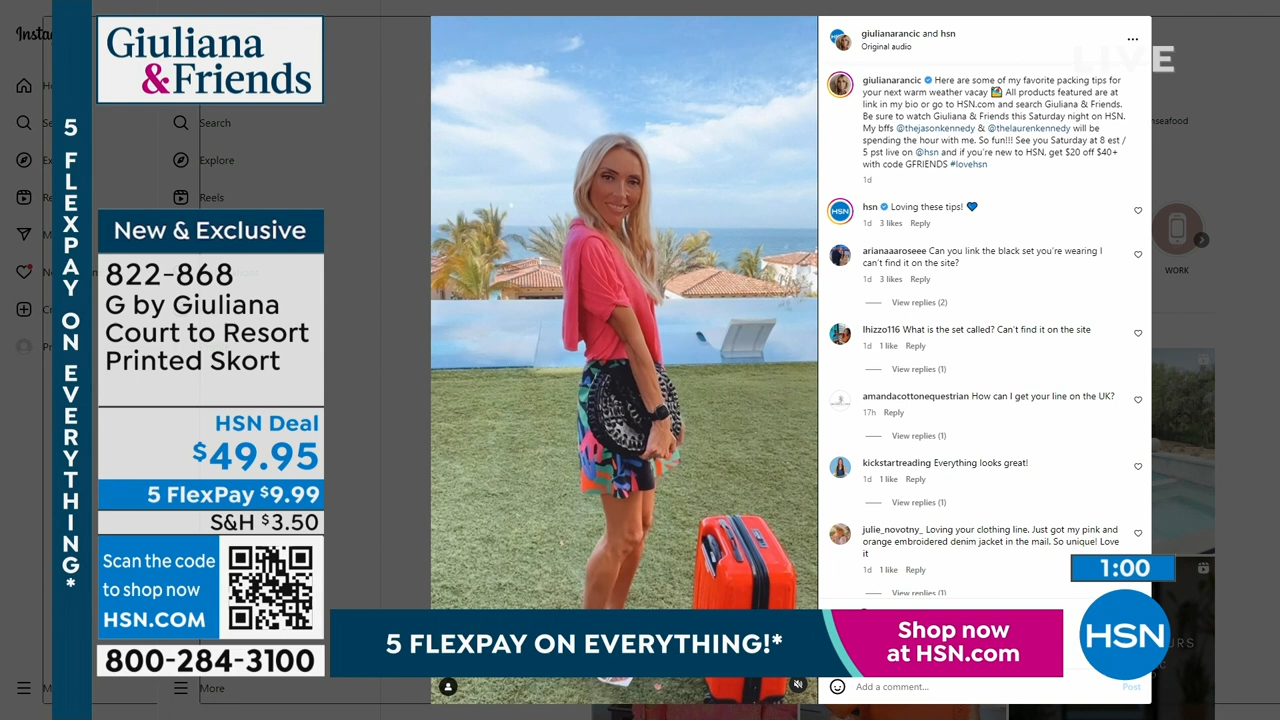 Giuliana
&Friends
5 FLEXPAY ON EVERYTHING*
New & Exclusive
822-868
G by Giuliana
Court to Resort
Printed Skort
HSN Deal
$49.95
5 FlexPay $9.99
S&H $3.50
Scan the code
to shop now
HSN.COM
800-284-3100
Search
Explore
Reels
More
giulianarancic and hsn
Original audio
LIVE
giulianarancic Here are some of my favorite packing tips for
your next warm weather vacay All products featured are at
link in my bio or go to HSN.com and search Giuliana & Friends.
Be sure to watch Giuliana & Friends this Saturday night on HSN.
My bffs @thejasonkennedy & @thelaurenkennedy will be
spending the hour with me. So fun!!! See you Saturday at 8 est /
5 pst live on @hsn and if you're new to HSN, get $20 off $40+
with code GFRIENDS #lovehsn
1d
hsn Loving these tips!
1d 3 likes Reply
arianaaaroseee Can you link the black set you're wearing I
can't find it on the site?
1d 3 likes Reply
View replies (2)
lhizzo116 What is the set called? Can't find it on the site
1d 1 like Reply
View replies (1)
amandacottonequestrian How can I get your line on the UK?
17h Reply
View replies (1)
kickstartreading Everything looks great!
1d 1 like Reply
View replies (1)
julie_novotny_ Loving your clothing line. Just got my pink and
orange embroidered denim jacket in the mail. So unique! Love
it
1d 1 like Reply
View replies (1)
Add a comment...
Post
WORK
1:00
5 FLEXPAY ON EVERYTHING!*
Shop now
at HSN.com
HSN